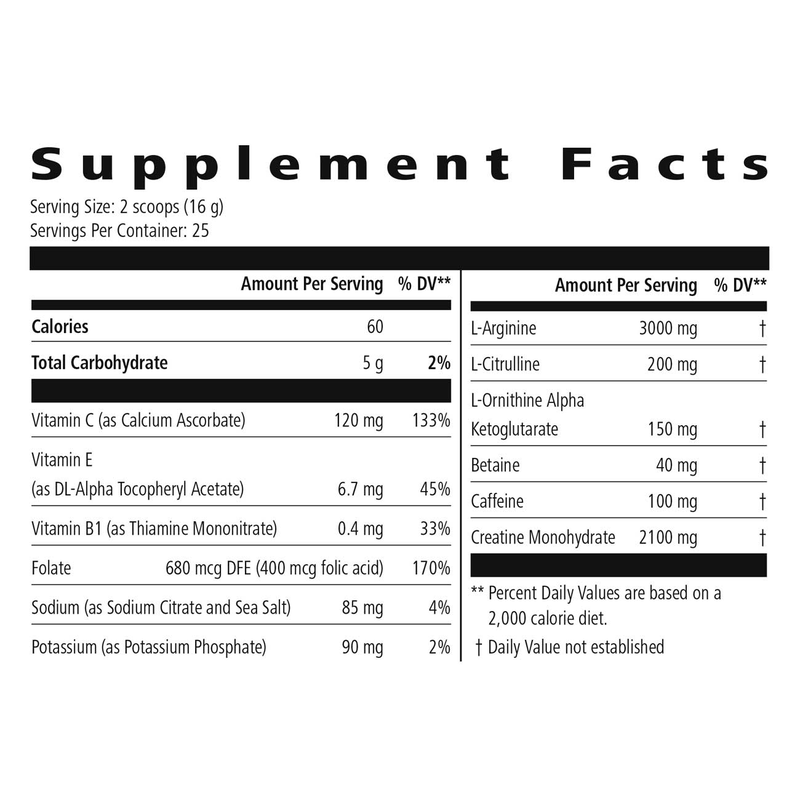 Supplement Facts
Serving Size: 2 scoops (16 g)
Servings Per Container: 25
Amount Per Serving % DV**
Calories 60
Total Carbohydrate 5 g 2%
Vitamin C (as Calcium Ascorbate) 120 mg 133%
Vitamin E
(as DL-Alpha Tocopheryl Acetate) 6.7 mg 45%
Vitamin B1 (as Thiamine Mononitrate) 0.4 mg 33%
Folate 680 mcg DFE (400 mcg folic acid) 170%
Sodium (as Sodium Citrate and Sea Salt) 85 mg 4%
Potassium (as Potassium Phosphate) 90 mg 2%
Amount Per Serving % DV**
L-Arginine 3000 mg †
L-Citrulline 200 mg †
L-Ornithine Alpha
Ketoglutarate 150 mg †
Betaine 40 mg †
Caffeine 100 mg †
Creatine Monohydrate 2100 mg †
** Percent Daily Values are based on a
2,000 calorie diet.
† Daily Value not established